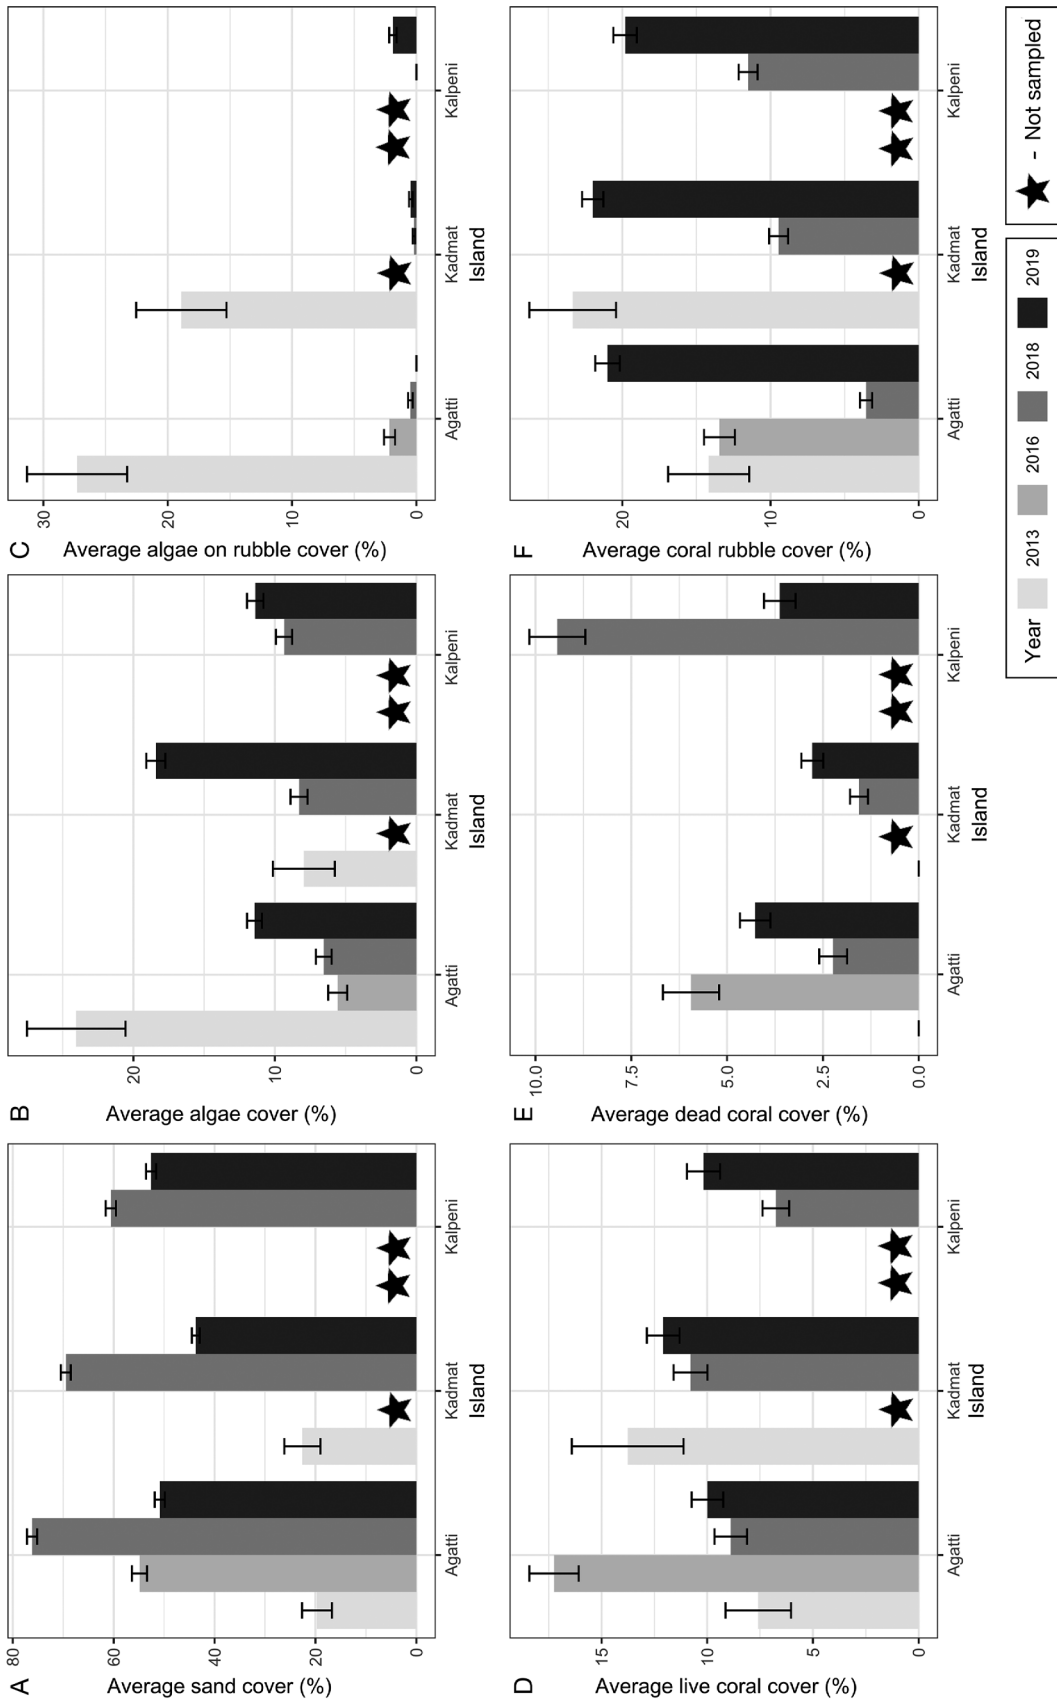 A
Average sand cover (%)
80
60
40
20
0
Agatti
Kadmat
Kalpeni
Island
B
Average algae cover (%)
20
10
0
Agatti
Kadmat
Kalpeni
Island
C
Average algae on rubble cover (%)
30
20
10
0
Agatti
Kadmat
Kalpeni
Island
D
Average live coral cover (%)
15
10
5
0
Agatti
Kadmat
Kalpeni
Island
E
Average dead coral cover (%)
10.0
7.5
5.0
2.5
0.0
Agatti
Kadmat
Kalpeni
Island
F
Average coral rubble cover (%)
20
10
0
Agatti
Kadmat
Kalpeni
Island
Year 2013 2016 2018 2019
- Not sampled